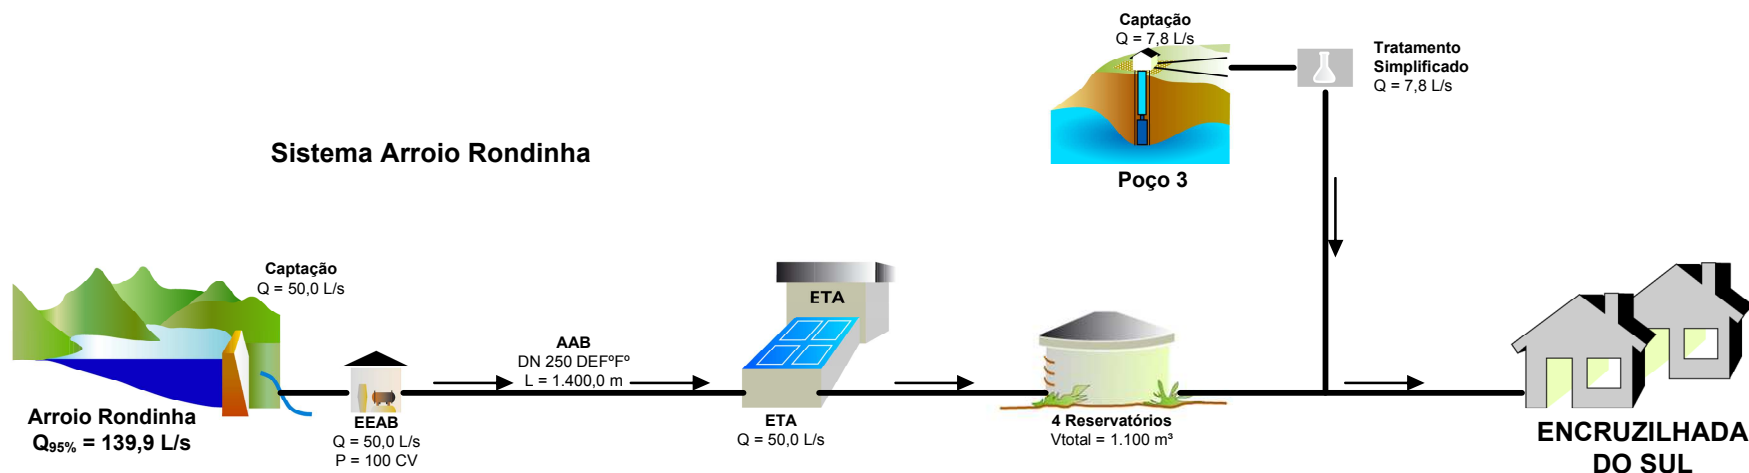 Captação
Q = 7,8 L/s
Tratamento
Simplificado
Q = 7,8 L/s
Sistema Arroio Rondinha
Poço 3
Captação
Q = 50,0 L/s
ETA
AAB
DN 250 DEFºFº
L = 1.400,0 m
Arroio Rondinha
Q95% = 139,9 L/s
EEAB
Q = 50,0 L/s
P = 100 CV
ETA
Q = 50,0 L/s
4 Reservatórios
Vtotal = 1.100 m³
ENCRUZILHADA
DO SUL